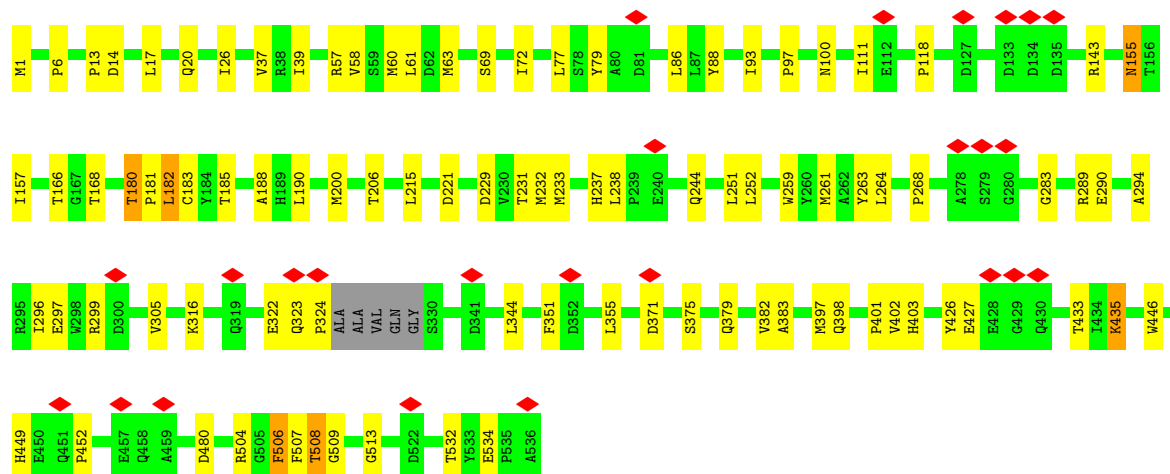 M1 P6 P13 D14 L17 Q20 I26 V37 R38 I39 R57 V58 S59 M60 L61 D62 M63 S69 I72 L77 S78 Y79 A80 D81 L86 L87 Y88 I93 P97 N100 I111 E112 P118 D127 D133 D134 D135 R143 N155 T156
I157 T166 G167 T168 T180 P181 L182 C183 Y184 T185 A188 H189 L190 M200 T206 L215 D221 D229 V230 T231 M232 M233 H237 L238 P239 E240 Q244 L251 L252 W259 Y260 M261 A262 Y263 L264 P268 A278 S279 G280 G283 R289 E290 A294
R295 I296 E297 W298 R299 D300 V305 K316 Q319 E322 Q323 P324 ALA ALA VAL GLN GLY S330 D341 L344 F351 D352 L355 D371 S375 Q379 V382 A383 M397 Q398 P401 V402 H403 Y426 E427 E428 G429 Q430 T433 I434 K435 W446
H449 E450 Q451 P452 E457 Q458 A459 D480 R504 G505 F506 F507 T508 G509 G513 D522 T532 Y533 E534 P535 A536